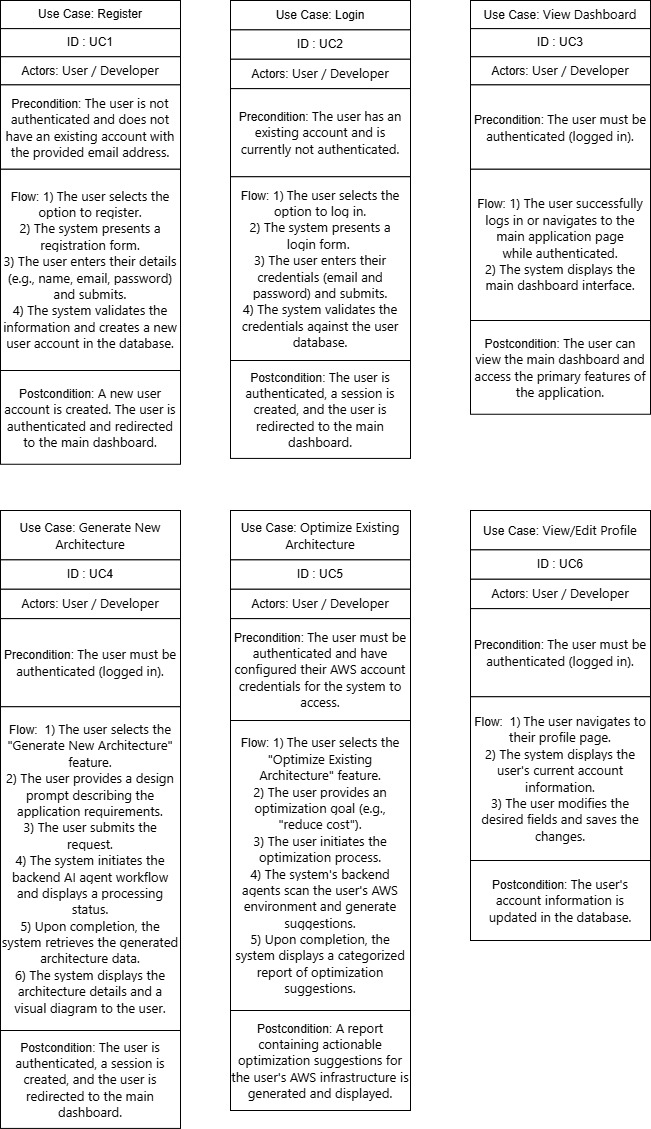 Use Case: Register
ID : UC1
Actors: User / Developer
Precondition: The user is not
authenticated and does not
have an existing account with
the provided email address.
Flow: 1) The user selects the
option to register.
2) The system presents a
registration form.
3) The user enters their details
(e.g., name, email, password)
and submits.
4) The system validates the
information and creates a new
user account in the database.
Postcondition: A new user
account is created. The user is
authenticated and redirected
to the main dashboard.
Use Case: Login
ID : UC2
Actors: User / Developer
Precondition: The user has an
existing account and is
currently not authenticated.
Flow: 1) The user selects the
option to log in.
2) The system presents a
login form.
3) The user enters their
credentials (email and
password) and submits.
4) The system validates the
credentials against the user
database.
Postcondition: The user is
authenticated, a session is
created, and the user is
redirected to the main
dashboard.
Use Case: View Dashboard
ID : UC3
Actors: User / Developer
Precondition: The user must be
authenticated (logged in).
Flow: 1) The user successfully
logs in or navigates to the
main application page
while authenticated.
2) The system displays the
main dashboard interface.
Postcondition: The user can
view the main dashboard and
access the primary features of
the application.
Use Case: Generate New
Architecture
ID : UC4
Actors: User / Developer
Precondition: The user must be
authenticated (logged in).
Flow: 1) The user selects the
"Generate New Architecture"
feature.
2) The user provides a design
prompt describing the
application requirements.
3) The user submits the
request.
4) The system initiates the
backend AI agent workflow
and displays a processing
status.
5) Upon completion, the
system retrieves the generated
architecture data.
6) The system displays the
architecture details and a
visual diagram to the user.
Postcondition: The user is
authenticated, a session is
created, and the user is
redirected to the main
dashboard.
Use Case: Optimize Existing
Architecture
ID : UC5
Actors: User / Developer
Precondition: The user must be
authenticated and have
configured their AWS account
credentials for the system to
access.
Flow: 1) The user selects the
"Optimize Existing
Architecture" feature.
2) The user provides an
optimization goal (e.g.,
"reduce cost").
3) The user initiates the
optimization process.
4) The system's backend
agents scan the user's AWS
environment and generate
suggestions.
5) Upon completion, the
system displays a categorized
report of optimization
suggestions.
Postcondition: A report
containing actionable
optimization suggestions for
the user's AWS infrastructure is
generated and displayed.
Use Case: View/Edit Profile
ID : UC6
Actors: User / Developer
Precondition: The user must be
authenticated (logged in).
Flow: 1) The user navigates to
their profile page.
2) The system displays the
user's current account
information.
3) The user modifies the
desired fields and saves the
changes.
Postcondition: The user's
account information is
updated in the database.